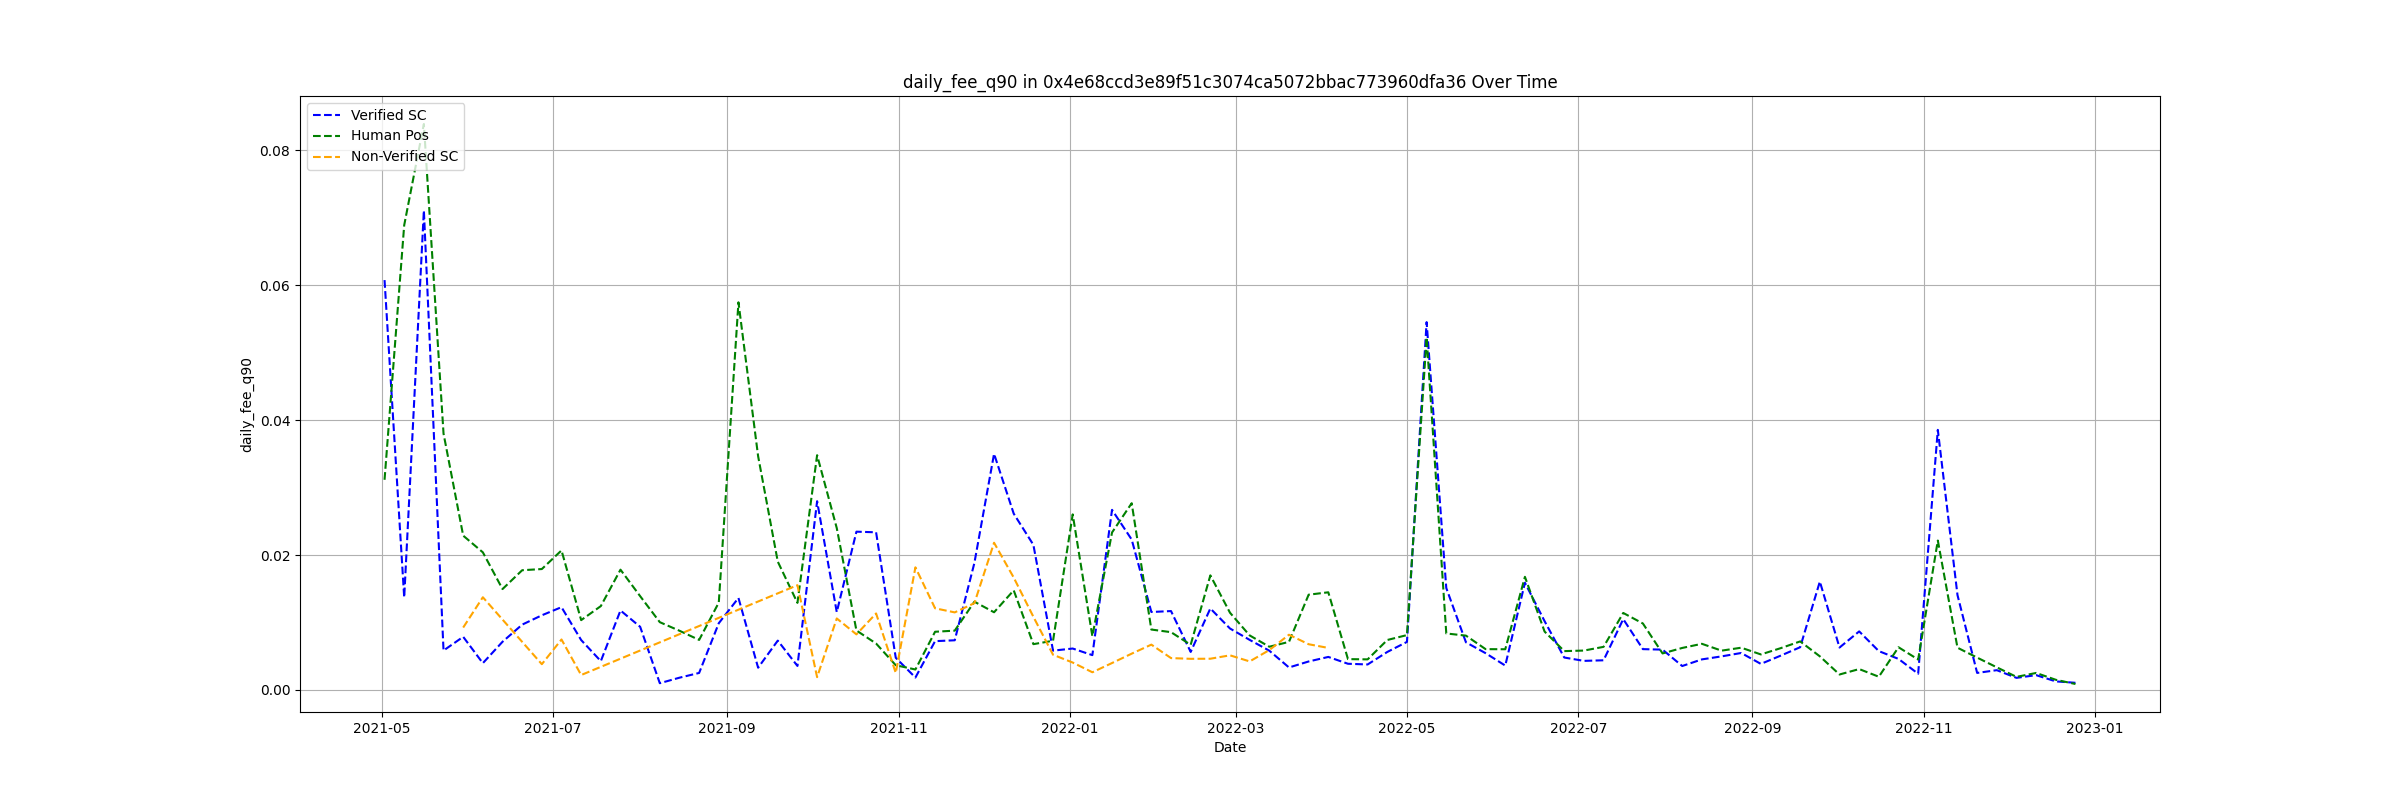 daily_fee_q90 in 0x4e68ccd3e89f51c3074ca5072bbac773960dfa36 Over Time
Verified SC
Human Pos
Non-Verified SC
daily_fee_q90
0.08
0.06
0.04
0.02
0.00
2021-05 2021-07 2021-09 2021-11 2022-01 2022-03 2022-05 2022-07 2022-09 2022-11 2023-01
Date